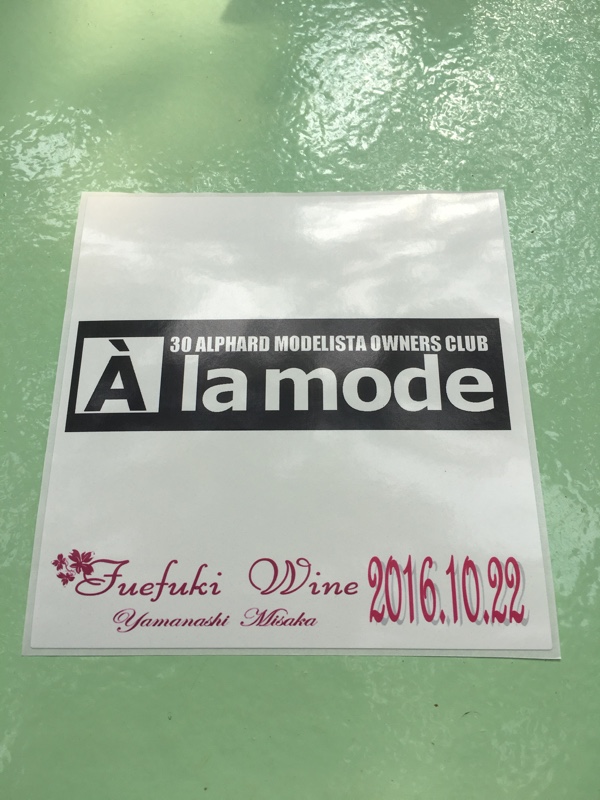 30 ALPHARD MODELISTA OWNERS CLUB
À la mode
Fuefuki Wine 2016.10.22
Yamanashi Misaka